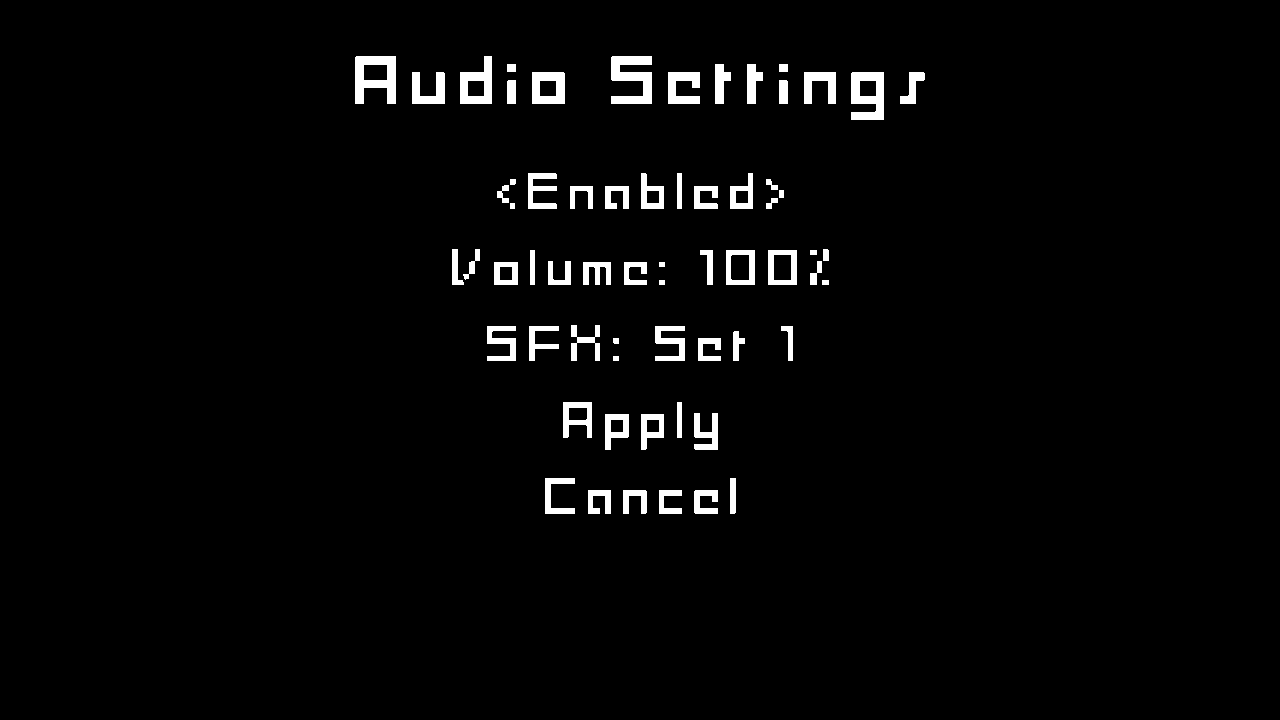 Audio Settings
<Enabled>
Volume: 100%
SFX: Set 1
Apply
Cancel